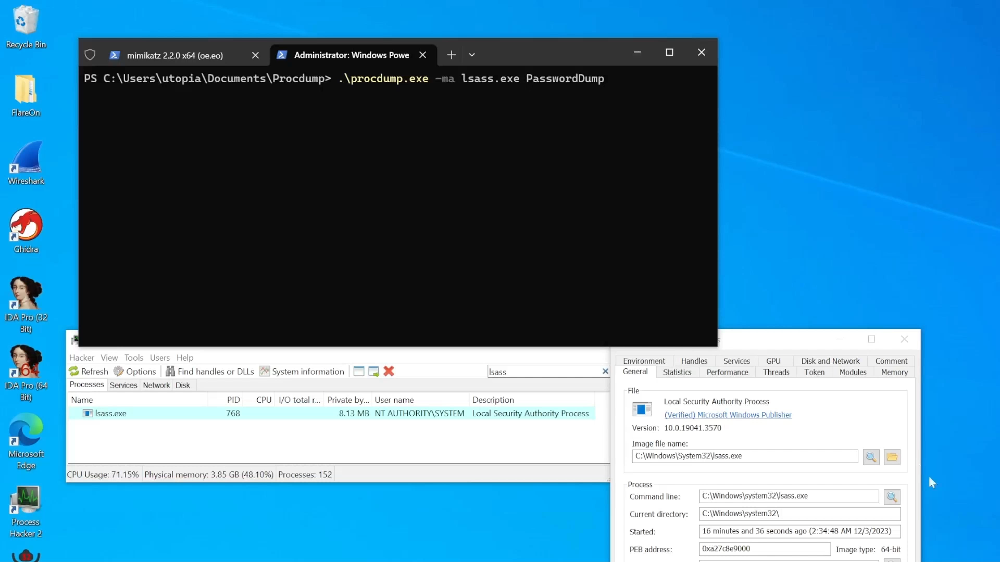 Recycle Bin
FlareOn
Wireshark
Ghidra
IDA Pro (32
Bit)
64
IDA Pro (64
Bit)
Microsoft
Edge
Process
Hacker 2
mimikatz 2.2.0 x64 (oe.eo)
Administrator: Windows Powe
PS C:\Users\utopia\Documents\Procdump> .\procdump.exe -ma lsass.exe PasswordDump
Hacker View Tools Users Help
Refresh Options Find handles or DLLs System information lsass
Processes Services Network Disk
Name PID CPU I/O total r... Private by... User name Description
lsass.exe 768 8.13 MB NT AUTHORITY\SYSTEM Local Security Authority Process
CPU Usage: 71.15% Physical memory: 3.85 GB (48.10%) Processes: 152
Environment Handles Services GPU Disk and Network Comment
General Statistics Performance Threads Token Modules Memory
File
Local Security Authority Process
(Verified) Microsoft Windows Publisher
Version: 10.0.19041.3570
Image file name:
C:\Windows\System32\lsass.exe
Process
Command line: C:\Windows\system32\lsass.exe
Current directory: C:\Windows\system32\
Started: 16 minutes and 36 seconds ago (2:34:48 AM 12/3/2023)
PEB address: 0xa27c8e9000 Image type: 64-bit